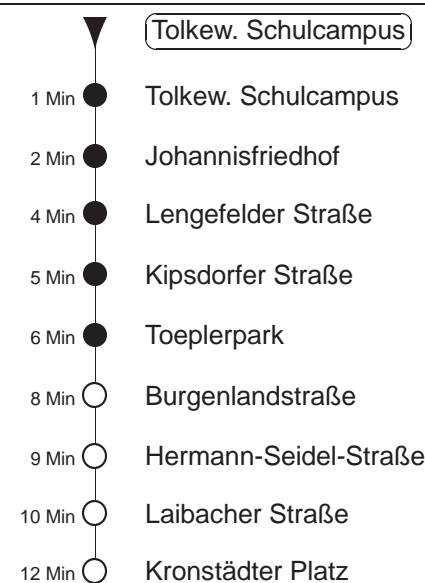 Tolkew. Schulcampus
1 Min Tolkew. Schulcampus
2 Min Johannisfriedhof
4 Min Lengefelder Straße
5 Min Kipsdorfer Straße
6 Min Toeplerpark
8 Min Burgenlandstraße
9 Min Hermann-Seidel-Straße
10 Min Laibacher Straße
12 Min Kronstädter Platz